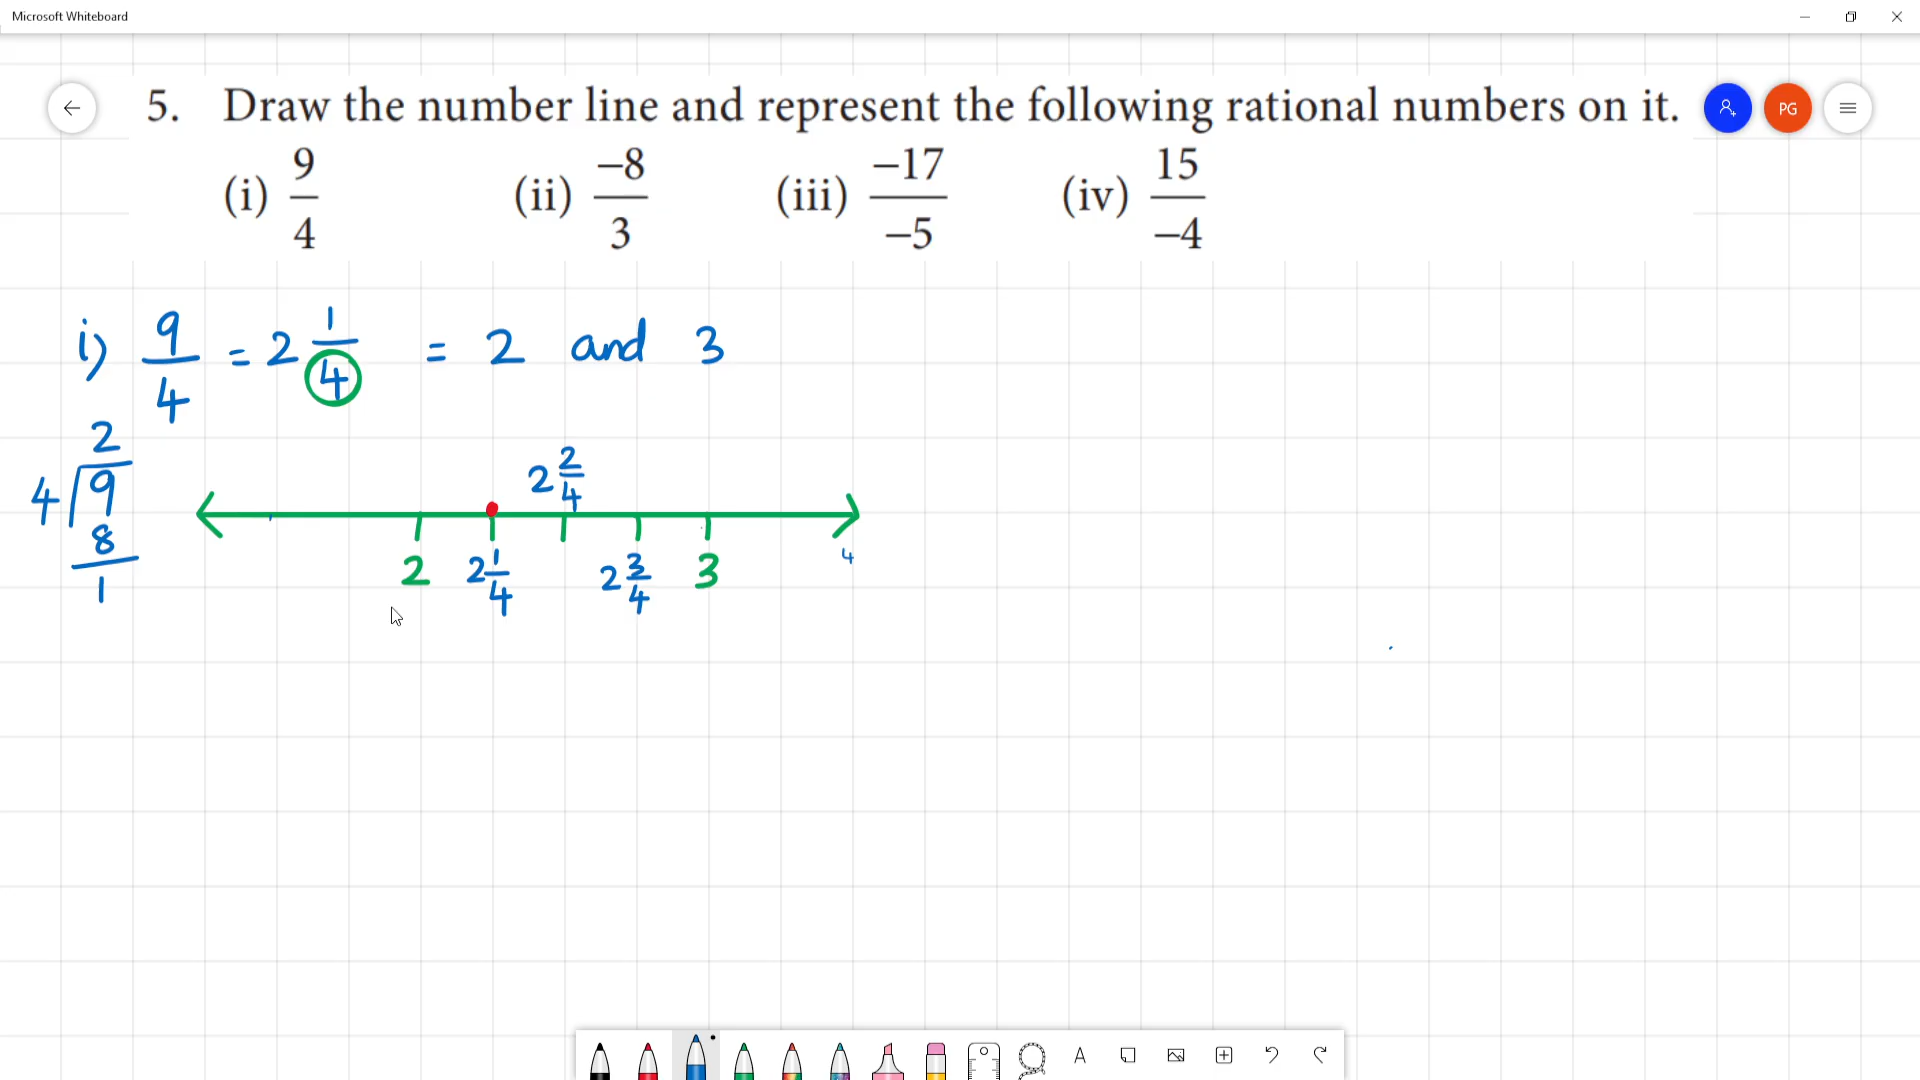 Microsoft Whiteboard
5. Draw the number line and represent the following rational numbers on it.
(i) 9/4 (ii) −8/3 (iii) −17/−5 (iv) 15/−4
PG
i) 9/4 = 2 1/4 = 2 and 3
2
4 9
8
1
2 2/4
2 2 1/4 2 3/4 3 4
A